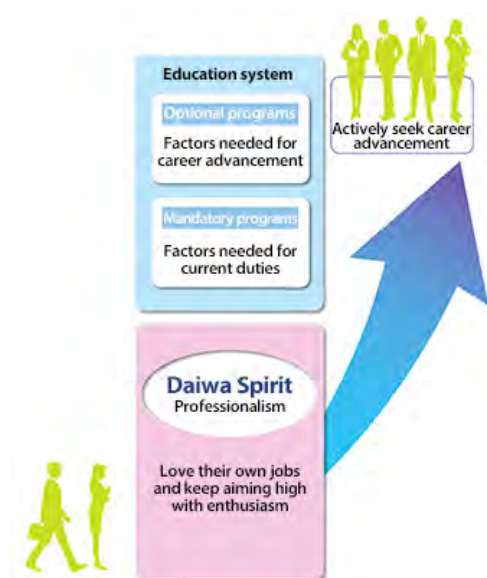 Education system
Optional programs
Factors needed for
career advancement
Mandatory programs
Factors needed for
current duties
Actively seek career
advancement
Daiwa Spirit
Professionalism
Love their own jobs
and keep aiming high
with enthusiasm